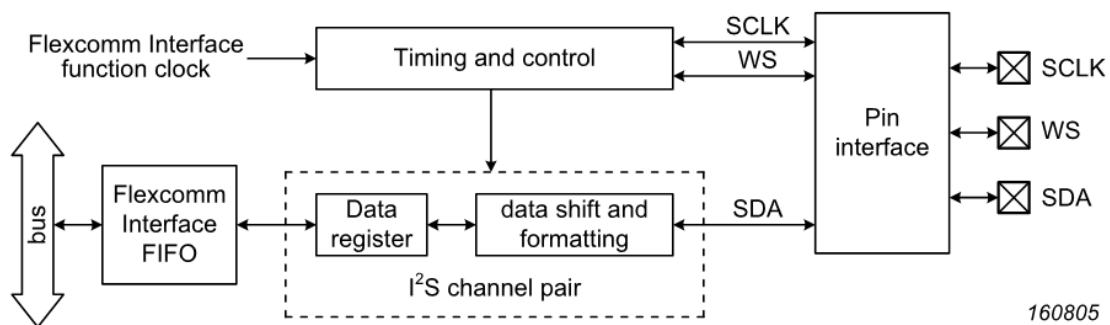 Flexcomm Interface
function clock
Timing and control
SCLK
WS
Pin
interface
SCLK
WS
SDA
bus
Flexcomm
Interface
FIFO
Data
register
data shift and
formatting
SDA
I²S channel pair
160805